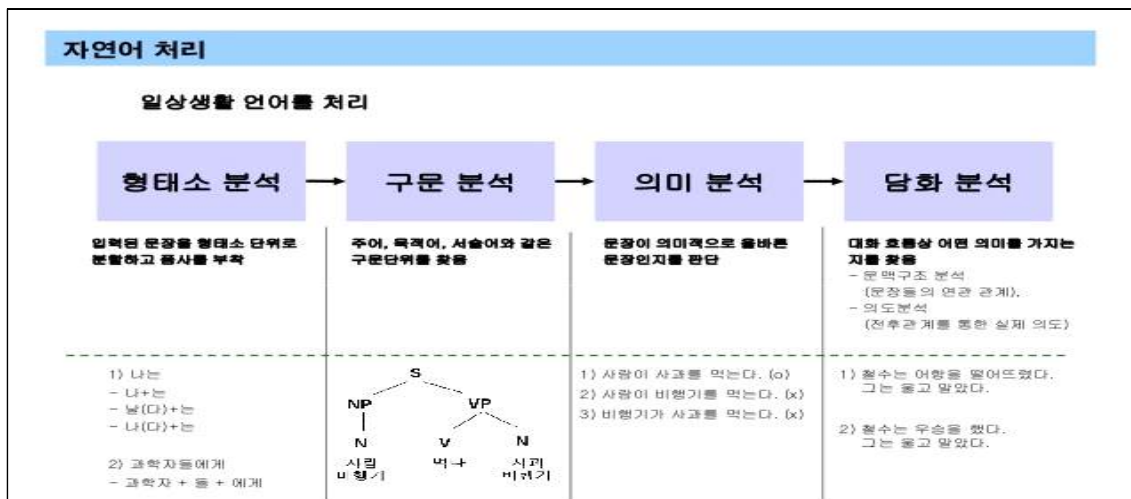 자연어 처리
일상생활 언어를 처리
형태소 분석
구문 분석
의미 분석
담화 분석
입력된 문장을 형태소 단위로
분할하고 품사를 부착
주어, 목적어, 서술어와 같은
구문단위를 찾음
문장이 의미적으로 올바른
문장인지를 판단
대화 흐름상 어떤 의미를 가지는
지를 찾음
- 문맥구조 분석
(문장들의 연관 관계),
- 의도분석
(전후관계를 통한 실제 의도)
1) 나는
- 나+는
- 날(다)+는
- 나(다)+는
2) 과학자들에게
- 과학자 + 들 + 에게
S
NP VP
N V N
사람 먹다 사과
비행기 비행기
1) 사람이 사과를 먹는다. (o)
2) 사람이 비행기를 먹는다. (x)
3) 비행기가 사과를 먹는다. (x)
1) 철수는 어항을 떨어뜨렸다.
그는 울고 말았다.
2) 철수는 우승을 했다.
그는 울고 말았다.